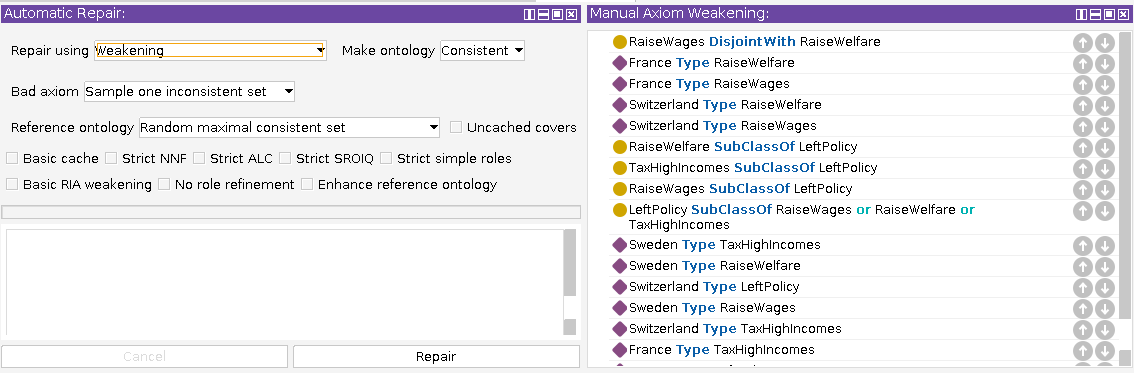 Automatic Repair:
Repair using Weakening Make ontology Consistent
Bad axiom Sample one inconsistent set
Reference ontology Random maximal consistent set Uncached covers
Basic cache Strict NNF Strict ALC Strict SROIQ Strict simple roles
Basic RIA weakening No role refinement Enhance reference ontology
Cancel Repair
Manual Axiom Weakening:
RaiseWages DisjointWith RaiseWelfare
France Type RaiseWelfare
France Type RaiseWages
Switzerland Type RaiseWelfare
Switzerland Type RaiseWages
RaiseWelfare SubClassOf LeftPolicy
TaxHighIncomes SubClassOf LeftPolicy
RaiseWages SubClassOf LeftPolicy
LeftPolicy SubClassOf RaiseWages or RaiseWelfare or
TaxHighIncomes
Sweden Type TaxHighIncomes
Sweden Type RaiseWelfare
Switzerland Type LeftPolicy
Sweden Type RaiseWages
Switzerland Type TaxHighIncomes
France Type TaxHighIncomes